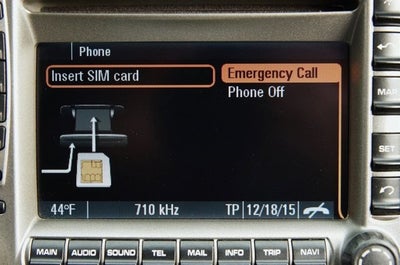 Phone
Insert SIM card
Emergency Call
Phone Off
44°F 710 kHz TP 12/18/15
MAP
SET
MAIN AUDIO SOUND TEL MAIL INFO TRIP NAVI